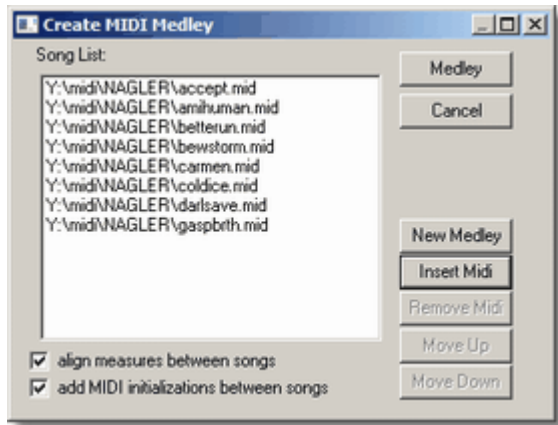 Create MIDI Medley
Song List:
Y:\midi\NAGLER\accept.mid
Y:\midi\NAGLER\amihuman.mid
Y:\midi\NAGLER\betterun.mid
Y:\midi\NAGLER\bewstorm.mid
Y:\midi\NAGLER\carmen.mid
Y:\midi\NAGLER\coldice.mid
Y:\midi\NAGLER\darlsave.mid
Y:\midi\NAGLER\gaspbrth.mid
align measures between songs
add MIDI initializations between songs
Medley
Cancel
New Medley
Insert Midi
Remove Midi
Move Up
Move Down